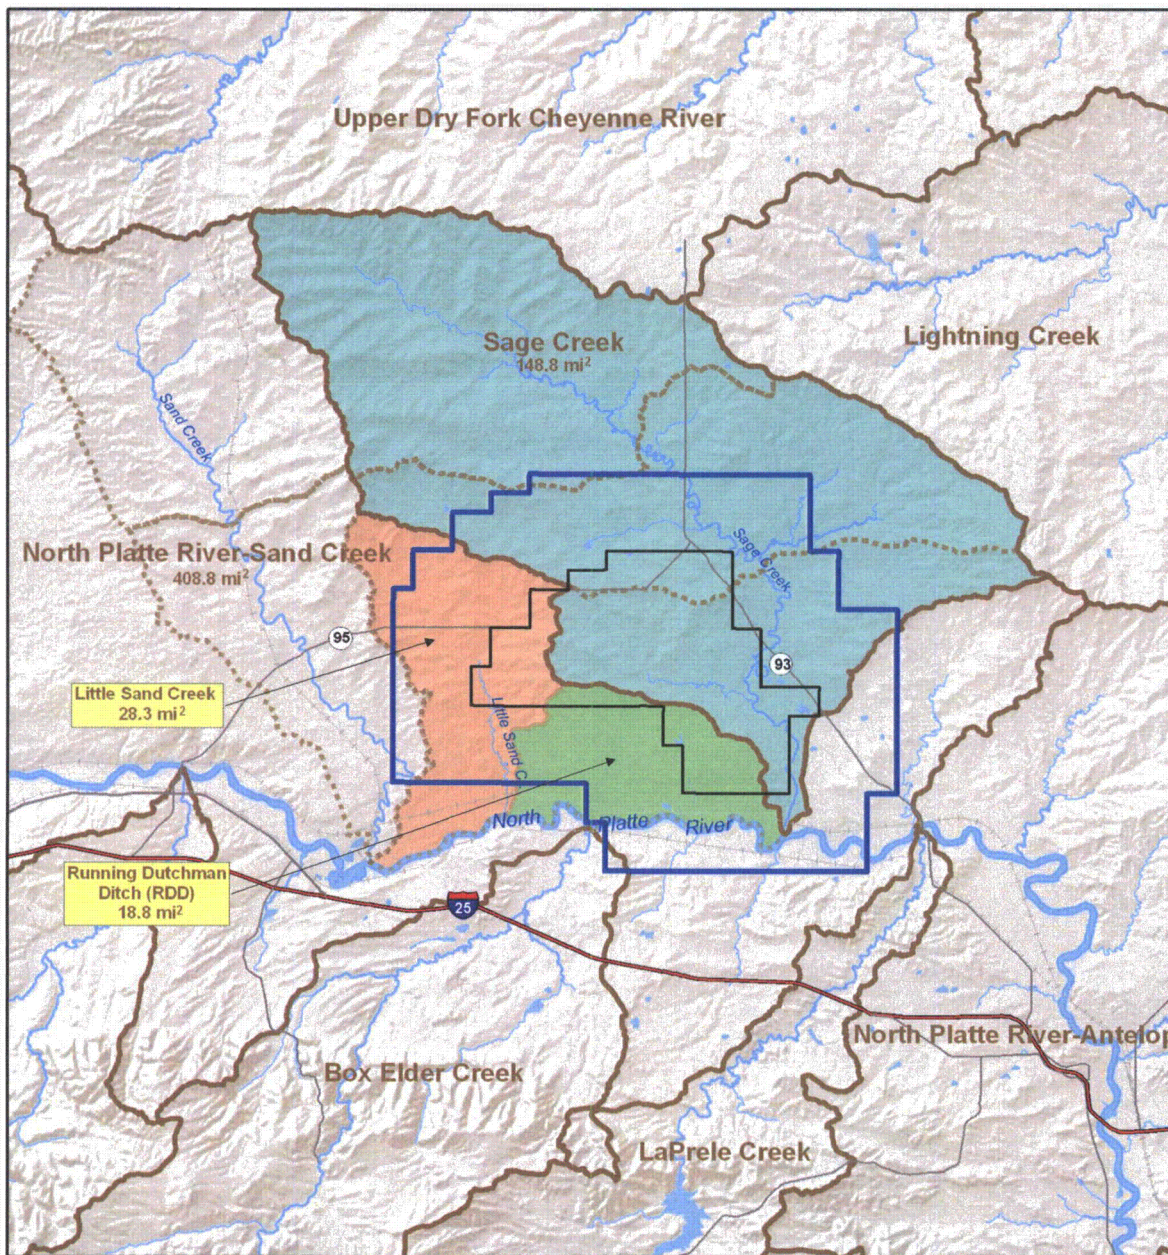 Upper Dry Fork Cheyenne River
Sage Creek
148.8 mi²
Lightning Creek
Sand Creek
North Platte River-Sand Creek
408.8 mi²
Sage Creek
95
93
Little Sand Creek
28.3 mi²
Little Sand C
North Platte River
Running Dutchman
Ditch (RDD)
18.8 mi²
25
North Platte River-Antelop
Box Elder Creek
LaPrele Creek